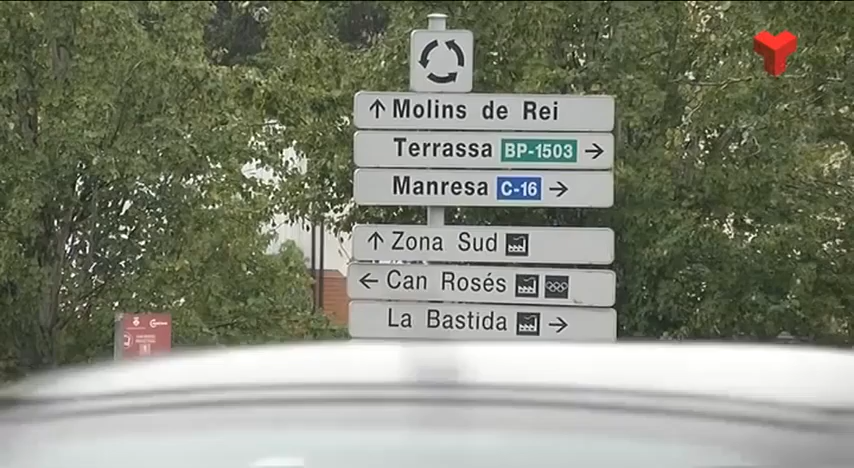 Molins de Rei
Terrassa BP-1503
Manresa C-16
Zona Sud
Can Rosés
La Bastida